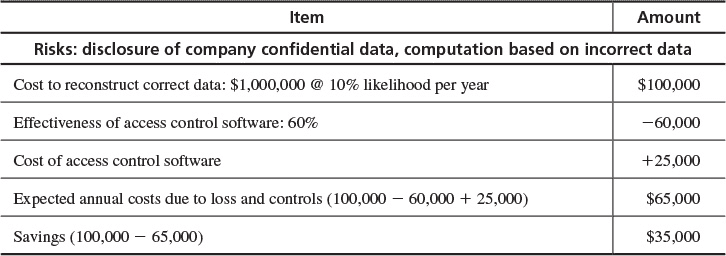 Item Amount
Risks: disclosure of company confidential data, computation based on incorrect data
Cost to reconstruct correct data: $1,000,000 @ 10% likelihood per year $100,000
Effectiveness of access control software: 60% −60,000
Cost of access control software +25,000
Expected annual costs due to loss and controls (100,000 − 60,000 + 25,000) $65,000
Savings (100,000 − 65,000) $35,000